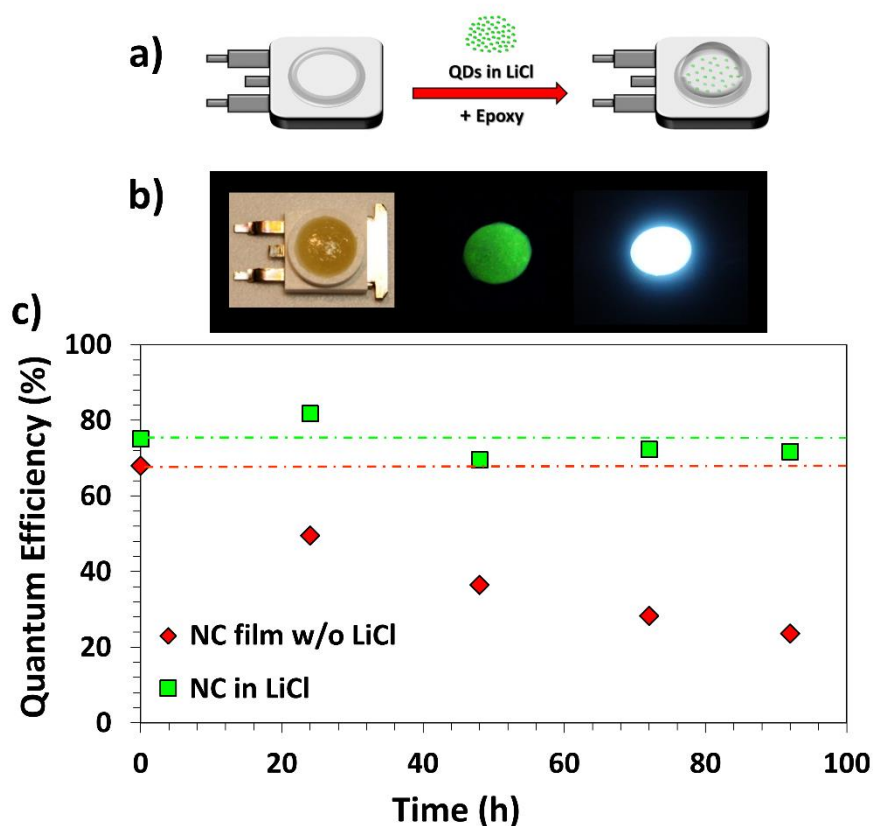 a)
QDs in LiCl
+ Epoxy
b)
c)
Quantum Efficiency (%)
100
80
60
40
20
0
NC film w/o LiCl
NC in LiCl
0 20 40 60 80 100
Time (h)